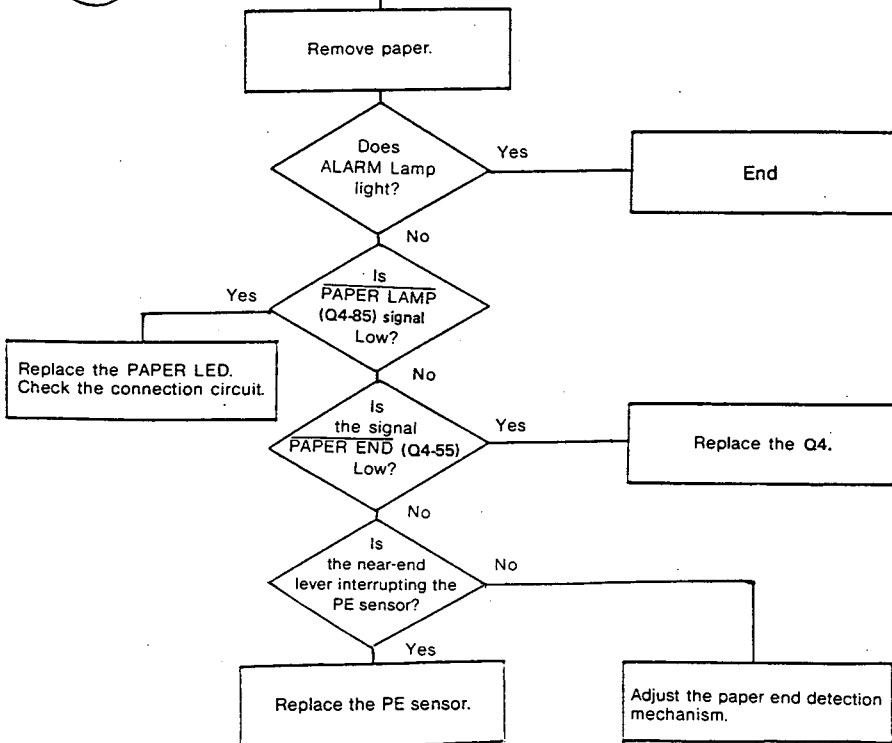 Remove paper.
Does
ALARM Lamp
light?
Yes
End
No
Is
PAPER LAMP
(Q4-85) signal
Low?
Yes
Replace the PAPER LED.
Check the connection circuit.
No
Is
the signal
PAPER END (Q4-55)
Low?
Yes
Replace the Q4.
No
Is
the near-end
lever interrupting the
PE sensor?
No
Yes
Replace the PE sensor.
Adjust the paper end detection
mechanism.